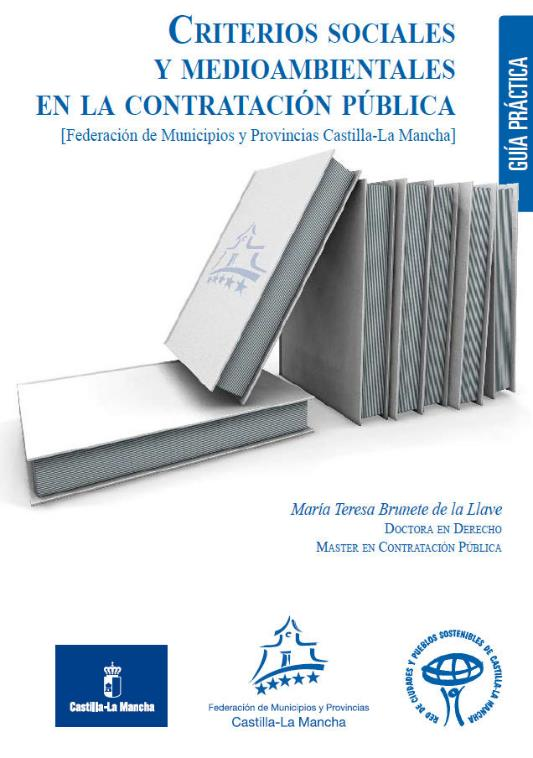 CRITERIOS SOCIALES
Y MEDIOAMBIENTALES
EN LA CONTRATACIÓN PÚBLICA
[Federación de Municipios y Provincias Castilla-La Mancha]
GUÍA PRÁCTICA
María Teresa Brunete de la Llave
DOCTORA EN DERECHO
MASTER EN CONTRATACIÓN PÚBLICA
Castilla-La Mancha
Federación de Municipios y Provincias
Castilla-La Mancha
RED DE CIUDADES Y PUEBLOS SOSTENIBLES DE CASTILLA-LA MANCHA